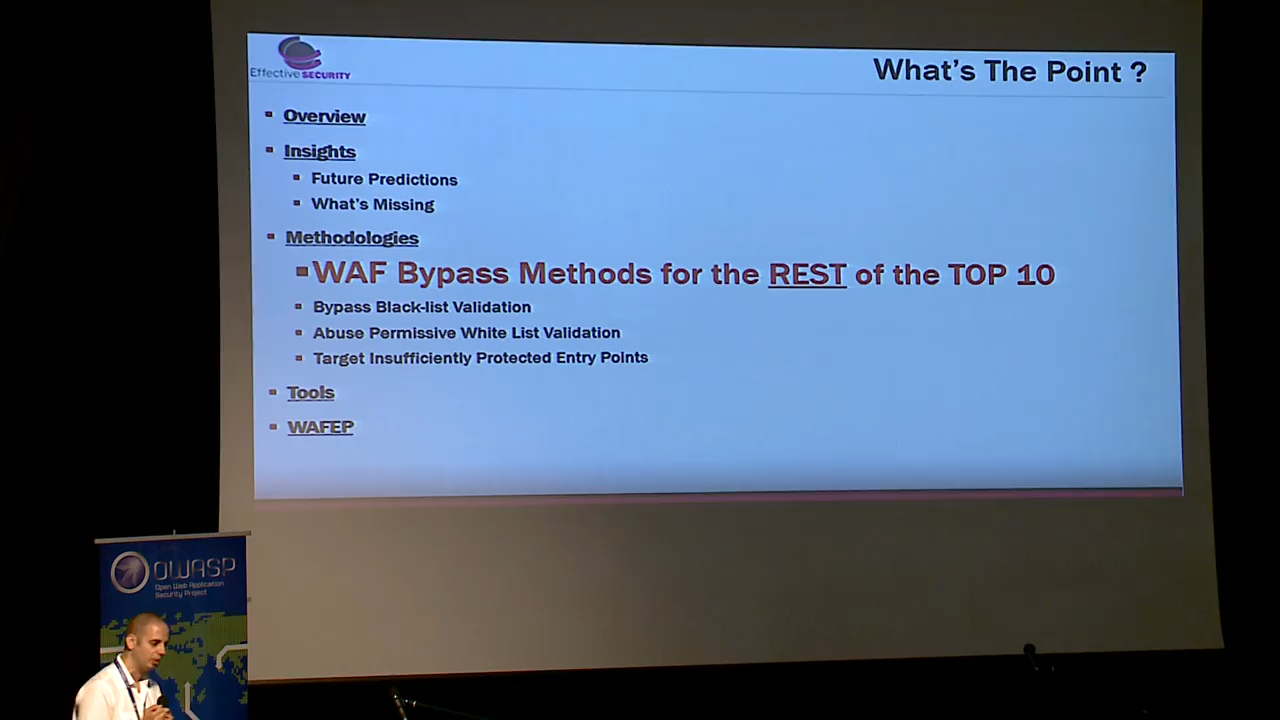 Effective SECURITY
What's The Point ?
Overview
Insights
Future Predictions
What's Missing
Methodologies
WAF Bypass Methods for the REST of the TOP 10
Bypass Black-list Validation
Abuse Permissive White List Validation
Target Insufficiently Protected Entry Points
Tools
WAFEP
OWASP
Open Web Application
Security Project